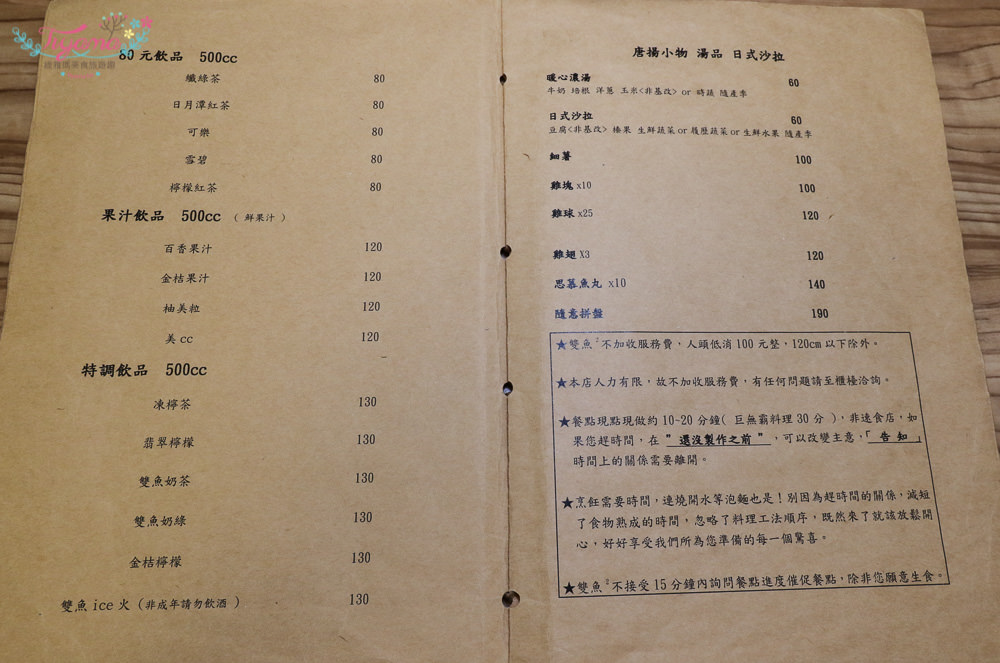 80 元飲品 500cc
纖綠茶 80
日月潭紅茶 80
可樂 80
雪碧 80
檸檬紅茶 80
果汁飲品 500cc ( 鮮果汁 )
百香果汁 120
金桔果汁 120
柚美粒 120
美 cc 120
特調飲品 500cc
凍檸茶 130
翡翠檸檬 130
雙魚奶茶 130
雙魚奶綠 130
金桔檸檬 130
雙魚 ice 火 ( 非成年請勿飲酒 ) 130
唐揚小物 湯品 日式沙拉
暖心濃湯 60
牛奶 培根 洋蔥 玉米<非基改> or 時蔬 隨產季
日式沙拉 60
豆腐<非基改> 榛果 生鮮蔬菜 or 履歷蔬菜 or 生鮮水果 隨產季
細薯 100
雞塊 x10 100
雞球 x25 120
雞翅 X3 120
思慕魚丸 x10 140
隨意拼盤 190
★雙魚²不加收服務費，人頭低消 100 元整，120cm 以下除外。
★本店人力有限，故不加收服務費，有任何問題請至櫃檯洽詢。
★餐點現點現做約 10-20 分鐘( 巨無霸料理 30 分 )，非速食店，如
果您趕時間，在 ＂還沒製作之前＂，可以改變主意，「告知」
時間上的關係需要離開。
★烹飪需要時間，連燒開水等泡麵也是！別因為趕時間的關係，減短
了食物熟成的時間，忽略了料理工法順序，既然來了就該放鬆開
心，好好享受我們所為您準備的每一個驚喜。
★雙魚²不接受 15 分鐘內詢問餐點進度催促餐點，除非您願意生食。